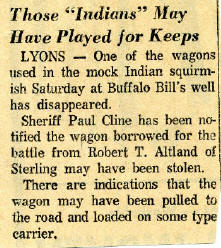 Those "Indians" May
Have Played for Keeps
LYONS — One of the wagons
used in the mock Indian squirm-
ish Saturday at Buffalo Bill's well
has disappeared.
Sheriff Paul Cline has been no-
tified the wagon borrowed for the
battle from Robert T. Altland of
Sterling may have been stolen.
There are indications that the
wagon may have been pulled to
the road and loaded on some type
carrier.